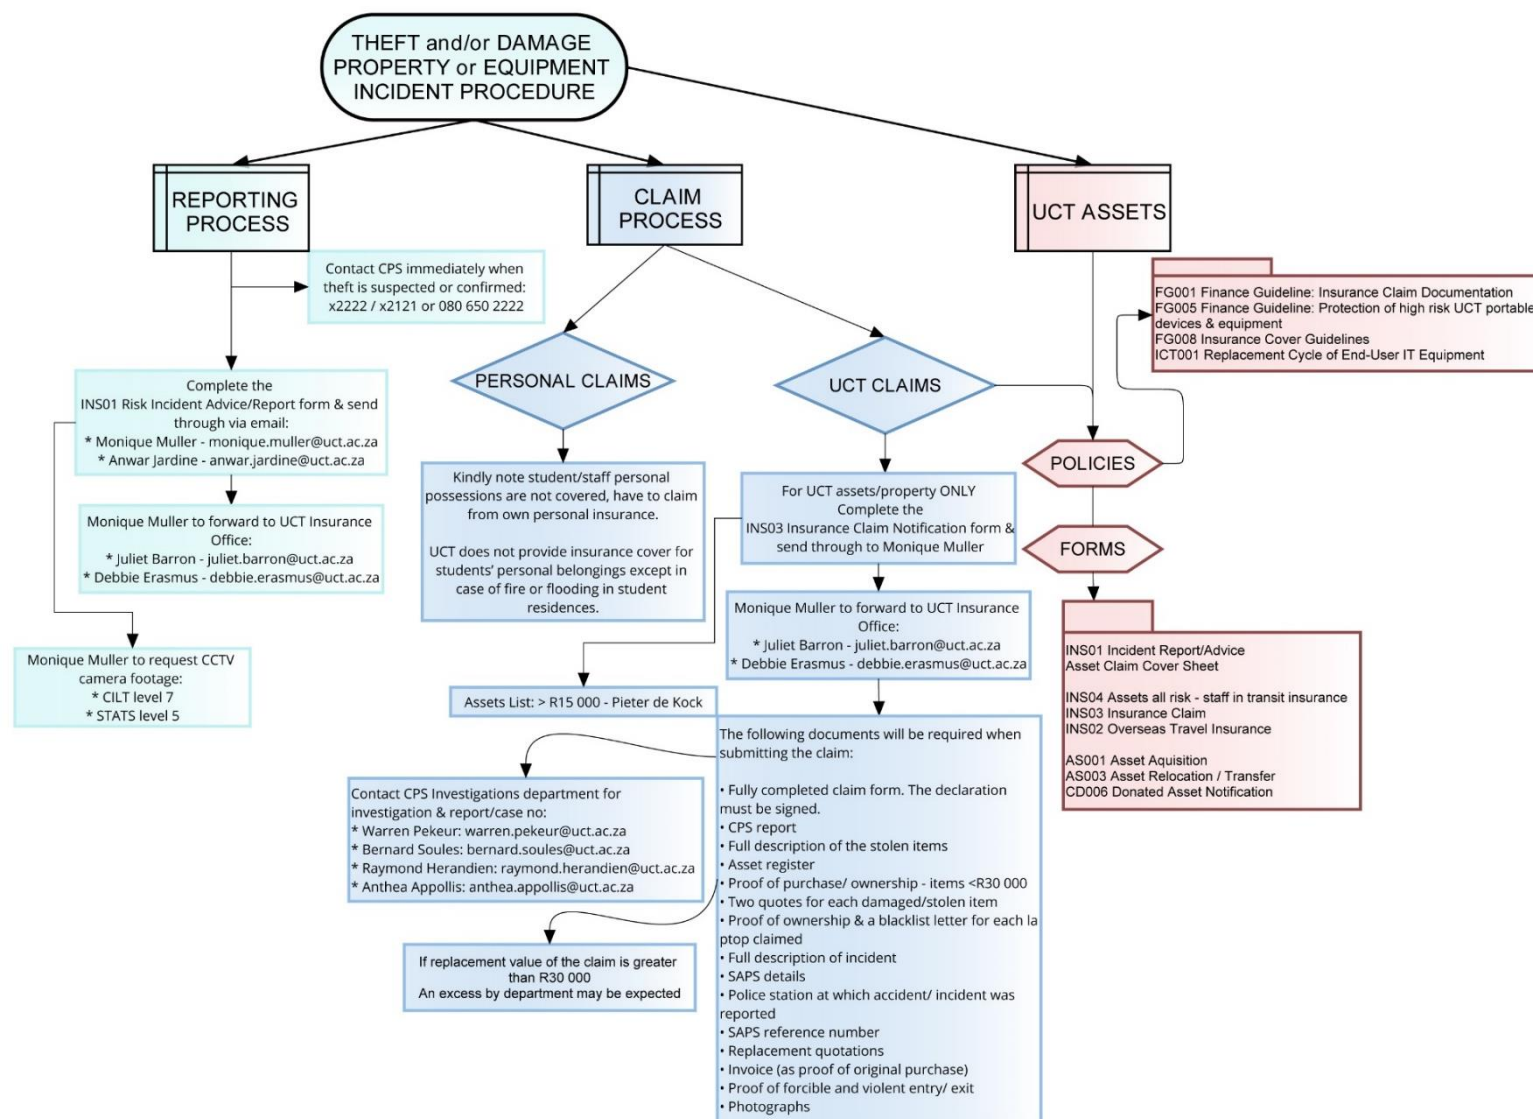 THEFT and/or DAMAGE
PROPERTY or EQUIPMENT
INCIDENT PROCEDURE
REPORTING
PROCESS
CLAIM
PROCESS
UCT ASSETS
Contact CPS immediately when
theft is suspected or confirmed:
x2222 / x2121 or 080 650 2222
Complete the
INS01 Risk Incident Advice/Report form & send
through via email:
* Monique Muller - monique.muller@uct.ac.za
* Anwar Jardine - anwar.jardine@uct.ac.za
Monique Muller to forward to UCT Insurance
Office:
* Juliet Barron - juliet.barron@uct.ac.za
* Debbie Erasmus - debbie.erasmus@uct.ac.za
Monique Muller to request CCTV
camera footage:
* CILT level 7
* STATS level 5
PERSONAL CLAIMS
Kindly note student/staff personal
possessions are not covered, have to claim
from own personal insurance.
UCT does not provide insurance cover for
students' personal belongings except in
case of fire or flooding in student
residences.
UCT CLAIMS
For UCT assets/property ONLY
Complete the
INS03 Insurance Claim Notification form &
send through to Monique Muller
Monique Muller to forward to UCT Insurance
Office:
* Juliet Barron - juliet.barron@uct.ac.za
* Debbie Erasmus - debbie.erasmus@uct.ac.za
Assets List: > R15 000 - Pieter de Kock
The following documents will be required when
submitting the claim:
• Fully completed claim form. The declaration
must be signed.
• CPS report
• Full description of the stolen items
• Asset register
• Proof of purchase/ ownership - items <R30 000
• Two quotes for each damaged/stolen item
• Proof of ownership & a blacklist letter for each la
ptop claimed
• Full description of incident
• SAPS details
• Police station at which accident/ incident was
reported
• SAPS reference number
• Replacement quotations
• Invoice (as proof of original purchase)
• Proof of forcible and violent entry/ exit
• Photographs
Contact CPS Investigations department for
investigation & report/case no:
* Warren Pekeur: warren.pekeur@uct.ac.za
* Bernard Soules: bernard.soules@uct.ac.za
* Raymond Herandien: raymond.herandien@uct.ac.za
* Anthea Appollis: anthea.appollis@uct.ac.za
If replacement value of the claim is greater
than R30 000
An excess by department may be expected
FG001 Finance Guideline: Insurance Claim Documentation
FG005 Finance Guideline: Protection of high risk UCT portable
devices & equipment
FG008 Insurance Cover Guidelines
ICT001 Replacement Cycle of End-User IT Equipment
POLICIES
FORMS
INS01 Incident Report/Advice
Asset Claim Cover Sheet
INS04 Assets all risk - staff in transit insurance
INS03 Insurance Claim
INS02 Overseas Travel Insurance
AS001 Asset Aquisition
AS003 Asset Relocation / Transfer
CD006 Donated Asset Notification